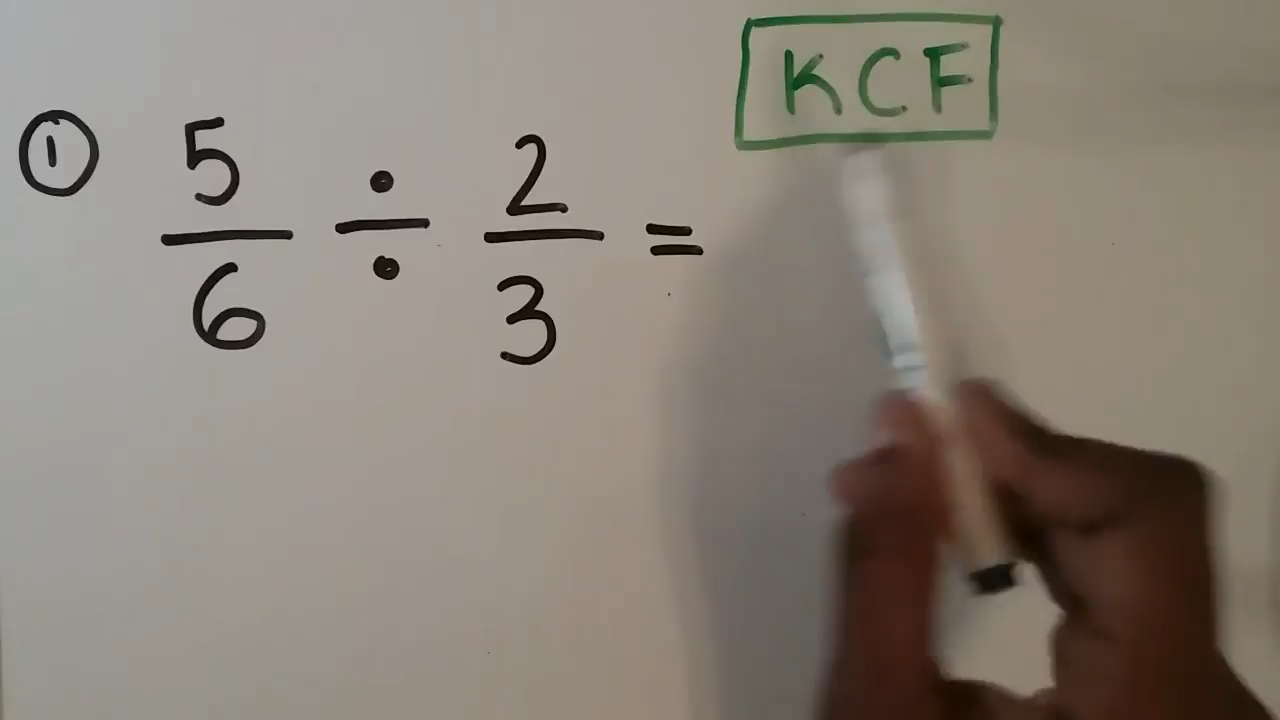 KCF
① 5/6 ÷ 2/3 =